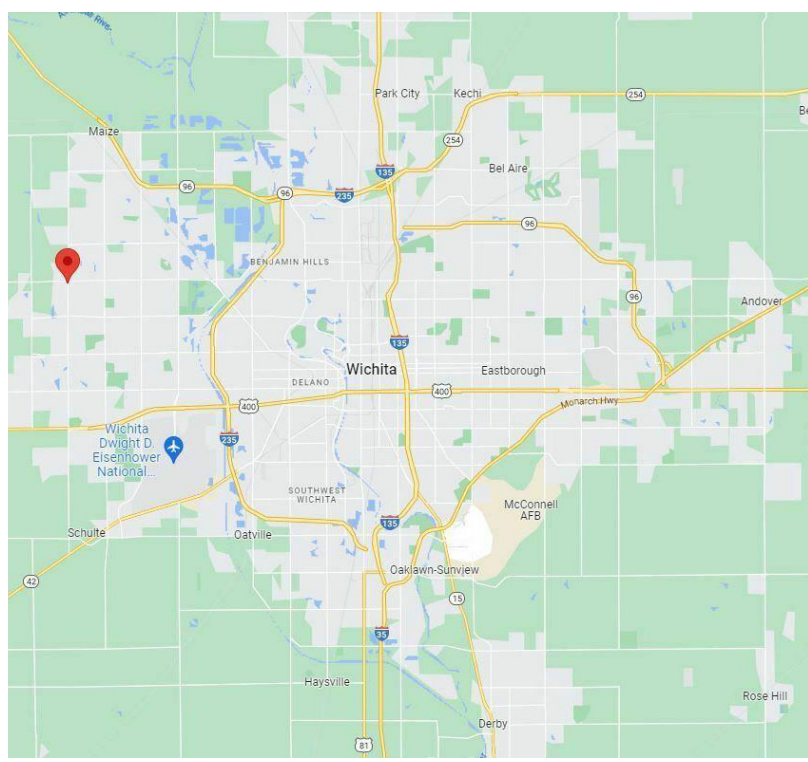 Park City
Kechi
254
254
Maize
135
Bel Aire
96
96
235
96
BENJAMIN HILLS
96
Andover
135
Wichita
Eastborough
DELANO
400
400
Monarch Hwy
Wichita
Dwight D.
Eisenhower
National...
235
SOUTHWEST
WICHITA
McConnell
AFB
135
Schulte
Oatville
Oaklawn-Sunview
42
15
35
Haysville
Rose Hill
Derby
81